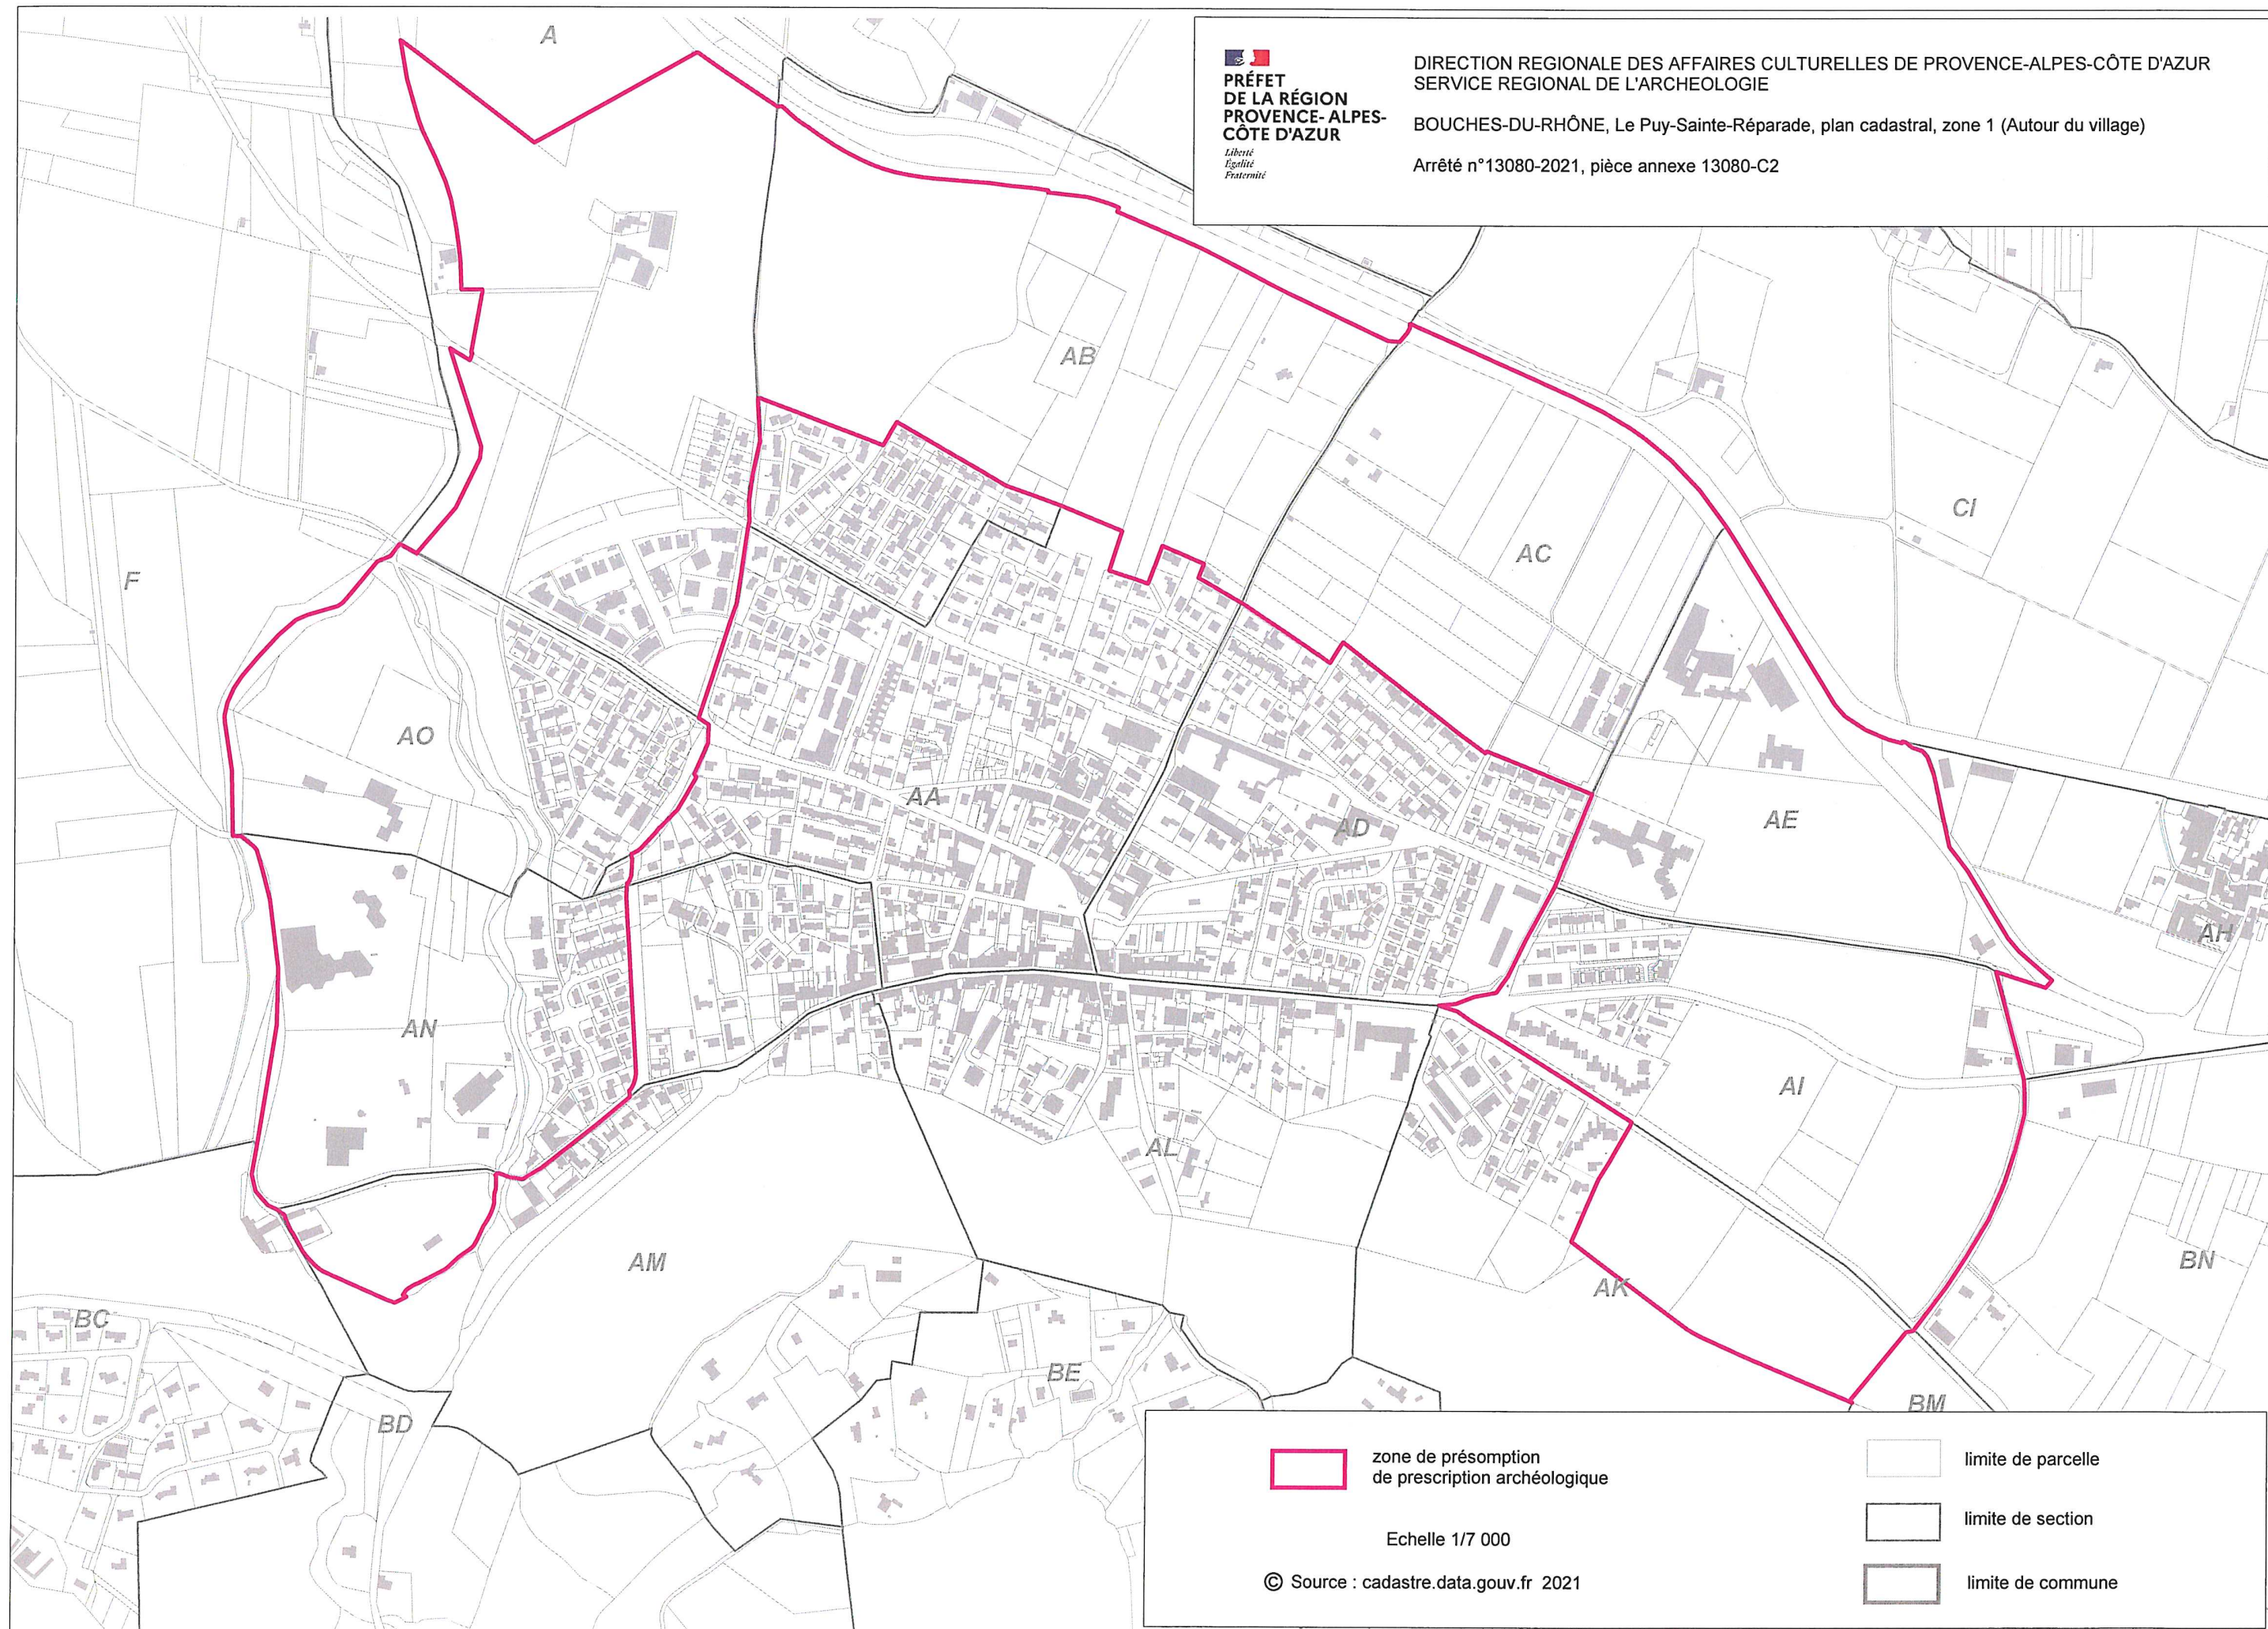 PRÉFET
DE LA RÉGION
PROVENCE-ALPES-
CÔTE D'AZUR
Liberté
Égalité
Fraternité
DIRECTION REGIONALE DES AFFAIRES CULTURELLES DE PROVENCE-ALPES-CÔTE D'AZUR
SERVICE REGIONAL DE L'ARCHEOLOGIE
BOUCHES-DU-RHÔNE, Le Puy-Sainte-Réparade, plan cadastral, zone 1 (Autour du village)
Arrêté n°13080-2021, pièce annexe 13080-C2
A
AB
CI
AC
F
AO
AA
AD
AE
AH
AN
AI
AL
AM
AK
BN
BC
BE
BM
BD
zone de présomption
de prescription archéologique
Echelle 1/7 000
© Source : cadastre.data.gouv.fr 2021
limite de parcelle
limite de section
limite de commune